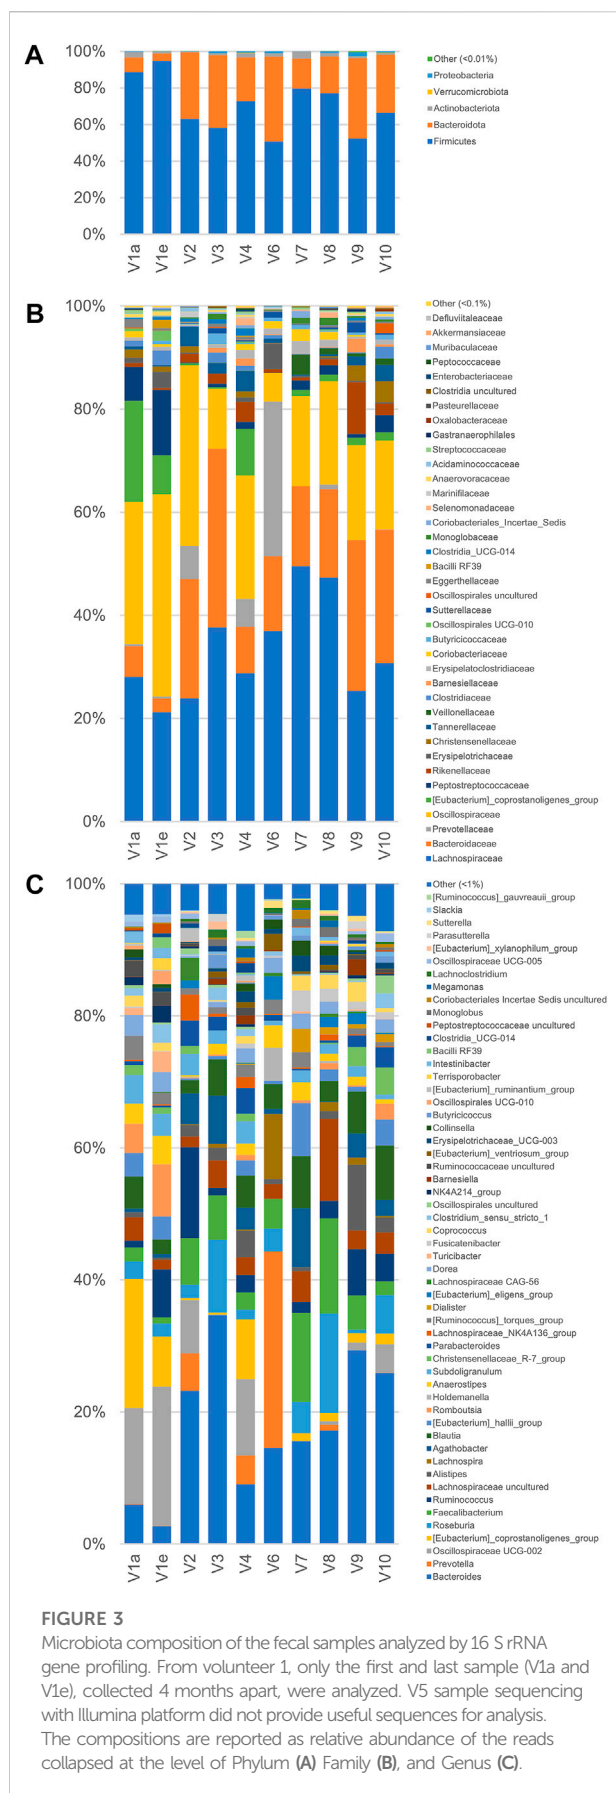 A
100%
80%
60%
40%
20%
0%
V1a
V1e
V2
V3
V4
V6
V7
V8
V9
V10
Other (<0.01%)
Proteobacteria
Verrucomicrobiota
Actinobacteriota
Bacteroidota
Firmicutes
B
100%
80%
60%
40%
20%
0%
V1a
V1e
V2
V3
V4
V6
V7
V8
V9
V10
Other (<0.1%)
Defluviitaleaceae
Akkermansiaceae
Muribaculaceae
Peptococcaceae
Enterobacteriaceae
Clostridia uncultured
Pasteurellaceae
Oxalobacteraceae
Gastranaerophilales
Streptococcaceae
Acidaminococcaceae
Anaerovoracaceae
Marinifilaceae
Selenomonadaceae
Coriobacteriales_Incertae_Sedis
Monoglobaceae
Clostridia_UCG-014
Bacilli RF39
Eggerthellaceae
Oscillospirales uncultured
Sutterellaceae
Oscillospirales UCG-010
Butyricicoccaceae
Coriobacteriaceae
Erysipelatoclostridiaceae
Barnesiellaceae
Clostridiaceae
Veillonellaceae
Tannerellaceae
Christensenellaceae
Erysipelotrichaceae
Rikenellaceae
Peptostreptococcaceae
[Eubacterium]_coprostanoligenes_group
Oscillospiraceae
Prevotellaceae
Bacteroidaceae
Lachnospiraceae
C
100%
80%
60%
40%
20%
0%
V1a
V1e
V2
V3
V4
V6
V7
V8
V9
V10
Other (<1%)
[Ruminococcus]_gauvreauii_group
Slackia
Sutterella
Parasutterella
[Eubacterium]_xylanophilum_group
Oscillospiraceae UCG-005
Lachnoclostridium
Megamonas
Coriobacteriales Incertae Sedis uncultured
Monoglobus
Peptostreptococcaceae uncultured
Clostridia_UCG-014
Bacilli RF39
Intestinibacter
Terrisporobacter
[Eubacterium]_ruminantium_group
Oscillospirales UCG-010
Butyricicoccus
Collinsella
Erysipelotrichaceae_UCG-003
[Eubacterium]_ventriosum_group
Ruminococcaceae uncultured
Barnesiella
NK4A214_group
Oscillospirales uncultured
Clostridium_sensu_stricto_1
Coprococcus
Fusicatenibacter
Turicibacter
Dorea
Lachnospiraceae CAG-56
[Eubacterium]_eligens_group
Dialister
[Ruminococcus]_torques_group
Lachnospiraceae_NK4A136_group
Parabacteroides
Christensenellaceae_R-7_group
Subdoligranulum
Anaerostipes
Holdemanella
Romboutsia
[Eubacterium]_hallii_group
Blautia
Agathobacter
Lachnospira
Alistipes
Lachnospiraceae uncultured
Ruminococcus
Faecalibacterium
Roseburia
[Eubacterium]_coprostanoligenes_group
Oscillospiraceae UCG-002
Prevotella
Bacteroides
FIGURE 3
Microbiota composition of the fecal samples analyzed by 16 S rRNA
gene profiling. From volunteer 1, only the first and last sample (V1a and
V1e), collected 4 months apart, were analyzed. V5 sample sequencing
with Illumina platform did not provide useful sequences for analysis.
The compositions are reported as relative abundance of the reads
collapsed at the level of Phylum (A) Family (B), and Genus (C).